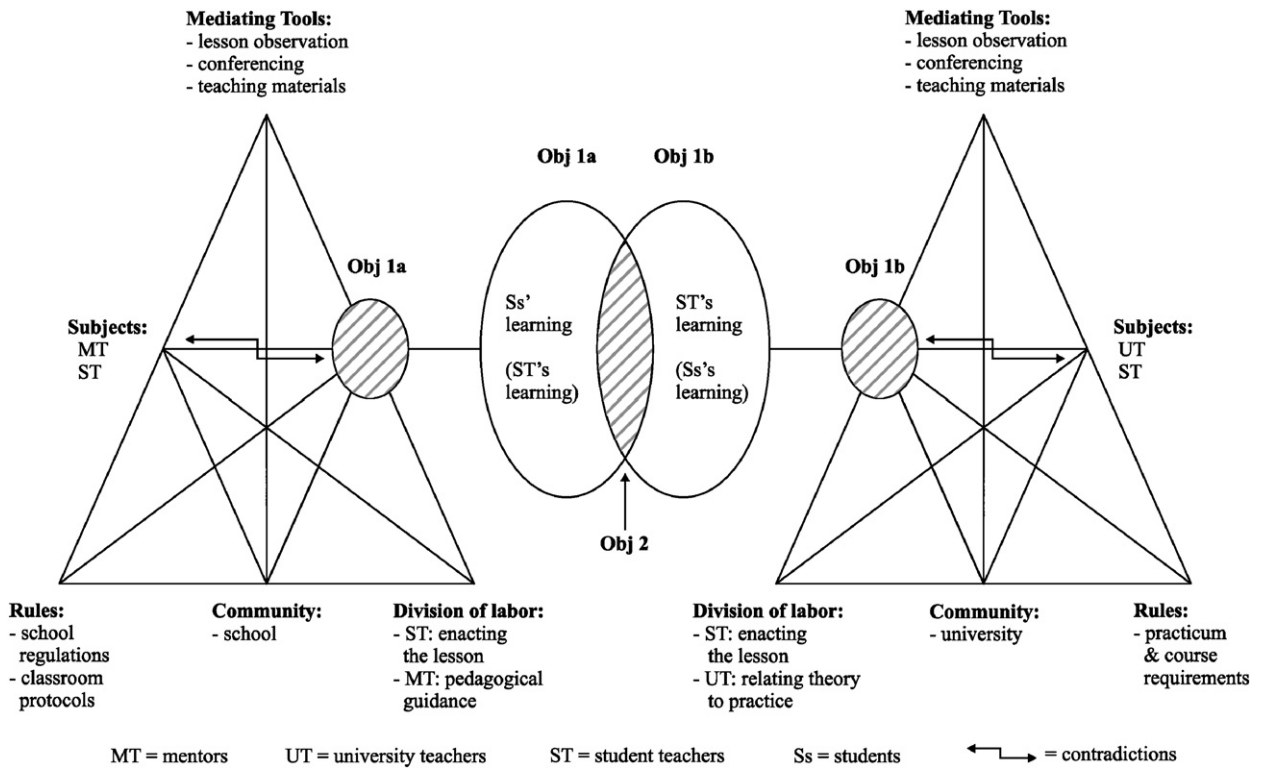 Mediating Tools:
- lesson observation
- conferencing
- teaching materials
Mediating Tools:
- lesson observation
- conferencing
- teaching materials
Obj 1a
Obj 1b
Obj 1a
Obj 1b
Subjects:
MT
ST
Ss'
learning
(ST's
learning)
ST's
learning
(Ss's
learning)
Subjects:
UT
ST
Obj 2
Rules:
- school
regulations
- classroom
protocols
Community:
- school
Division of labor:
- ST: enacting
the lesson
- MT: pedagogical
guidance
Division of labor:
- ST: enacting
the lesson
- UT: relating theory
to practice
Community:
- university
Rules:
- practicum
& course
requirements
MT = mentors
UT = university teachers
ST = student teachers
Ss = students
= contradictions